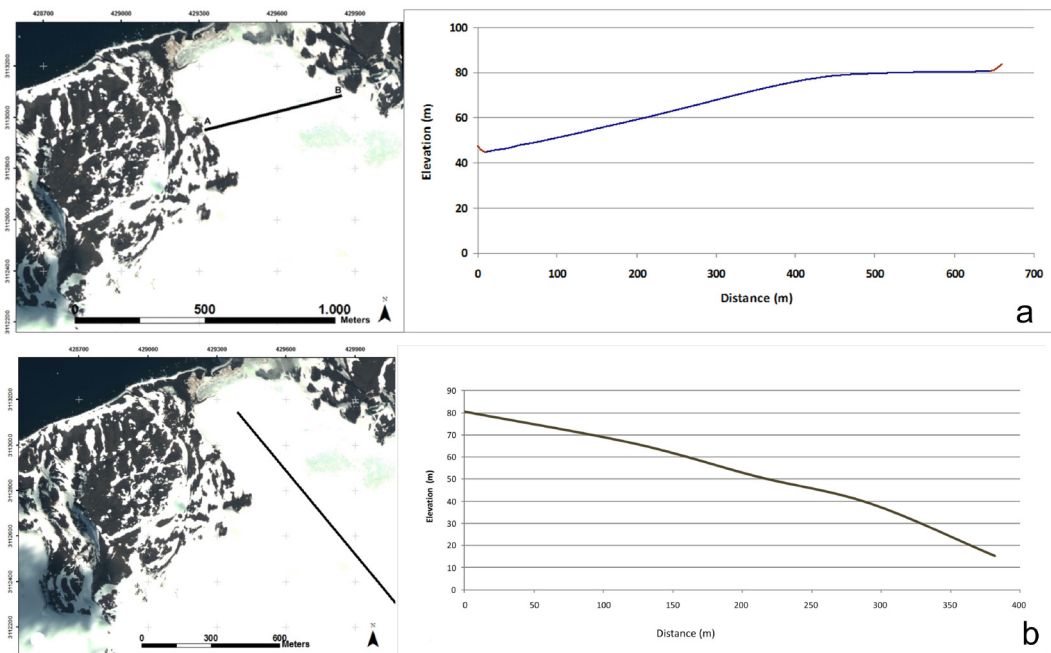 428700 429000 429300 429600 429900
3113200
3113000
3112800
3112600
3112400
3112200
B
A
0 500 1.000
Meters
N
100
80
60
40
20
0
Elevation (m)
0 100 200 300 400 500 600 700
Distance (m)
a
428700 429000 429300 429600 429900
3113200
3113000
3112800
3112600
3112400
3112200
0 300 600
Meters
N
90
80
70
60
50
40
30
20
10
0
Elevation (m)
0 50 100 150 200 250 300 350 400
Distance (m)
b